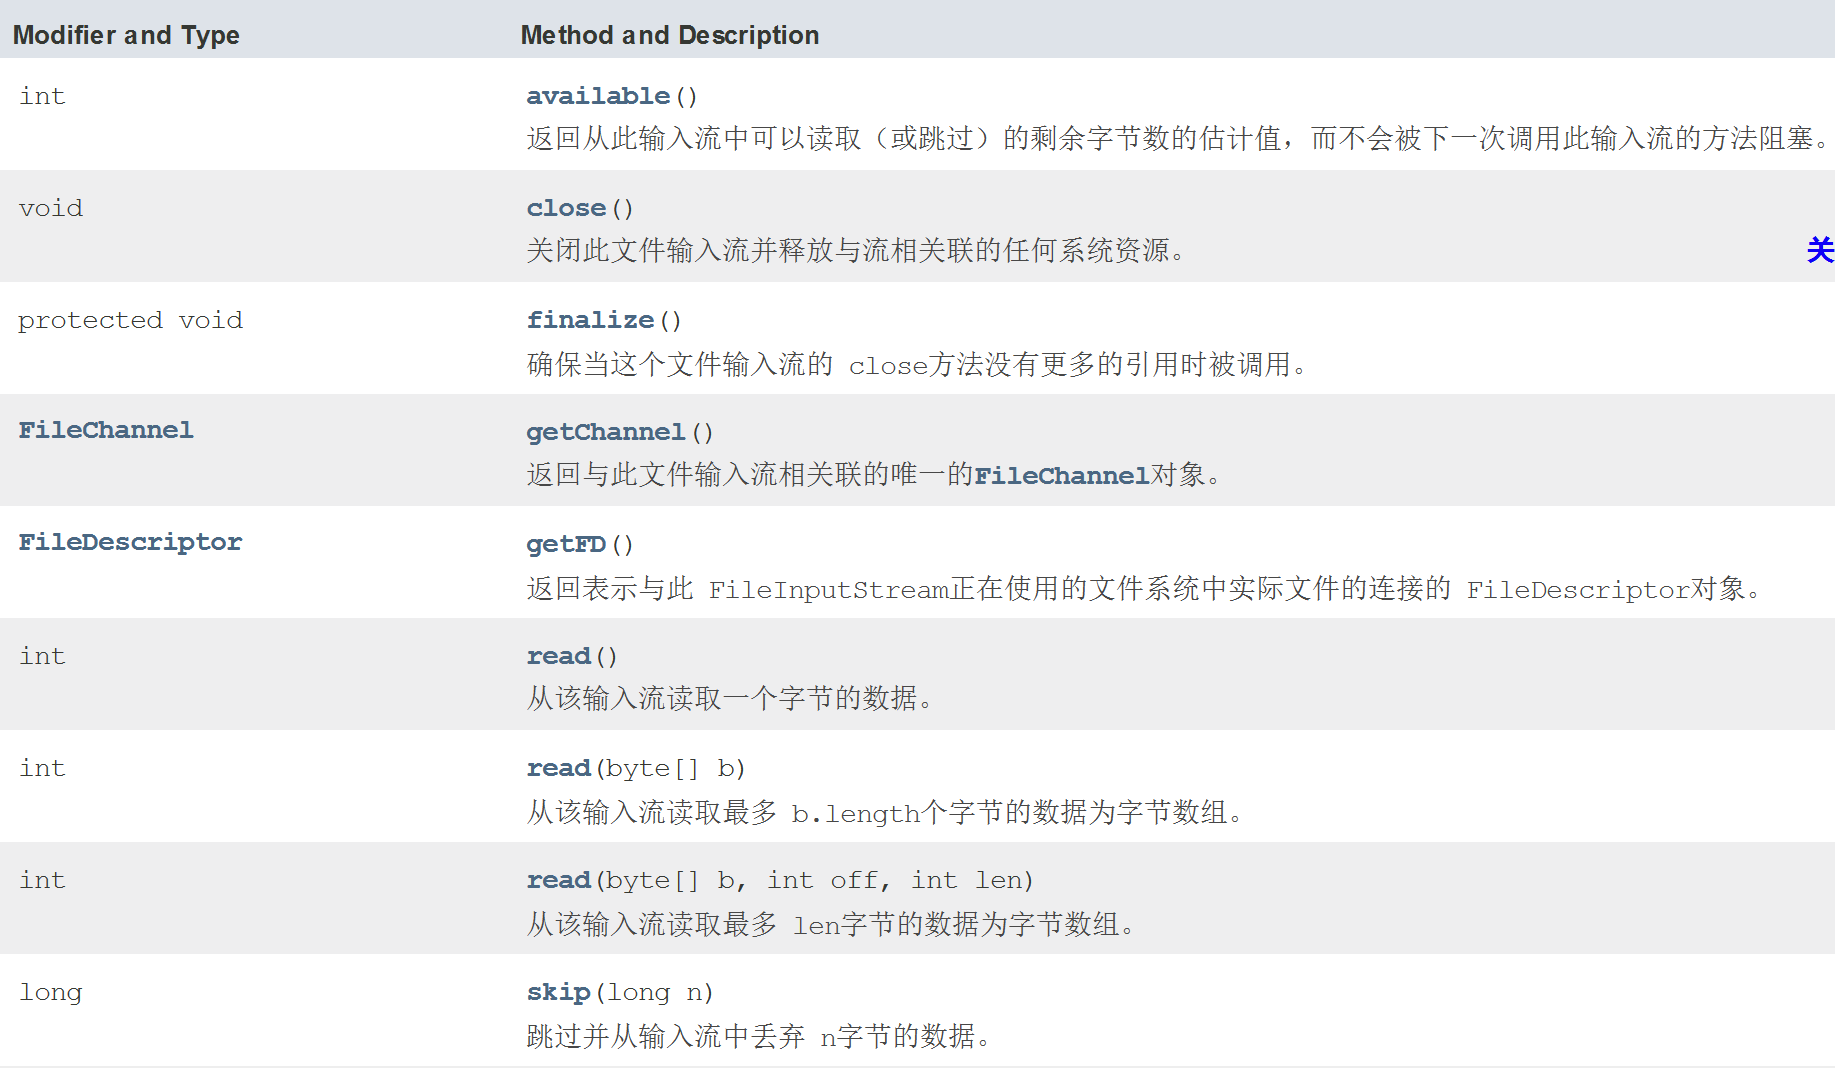 Modifier and Type Method and Description
int available()
返回从此输入流中可以读取（或跳过）的剩余字节数的估计值，而不会被下一次调用此输入流的方法阻塞。
void close()
关闭此文件输入流并释放与流相关联的任何系统资源。 关
protected void finalize()
确保当这个文件输入流的 close方法没有更多的引用时被调用。
FileChannel getChannel()
返回与此文件输入流相关联的唯一的FileChannel对象。
FileDescriptor getFD()
返回表示与此 FileInputStream正在使用的文件系统中实际文件的连接的 FileDescriptor对象。
int read()
从该输入流读取一个字节的数据。
int read(byte[] b)
从该输入流读取最多 b.length个字节的数据为字节数组。
int read(byte[] b, int off, int len)
从该输入流读取最多 len字节的数据为字节数组。
long skip(long n)
跳过并从输入流中丢弃 n字节的数据。